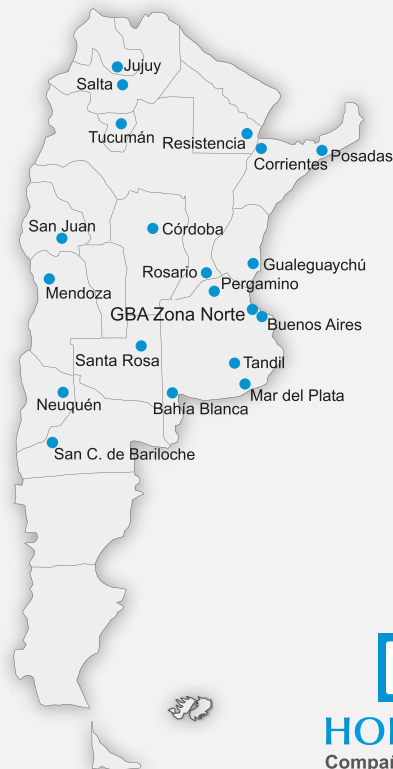 Jujuy
Salta
Tucumán
Resistencia
Corrientes
Posadas
San Juan
Córdoba
Gualeguaychú
Rosario
Mendoza
Pergamino
GBA Zona Norte
Buenos Aires
Santa Rosa
Tandil
Mar del Plata
Neuquén
Bahía Blanca
San C. de Bariloche